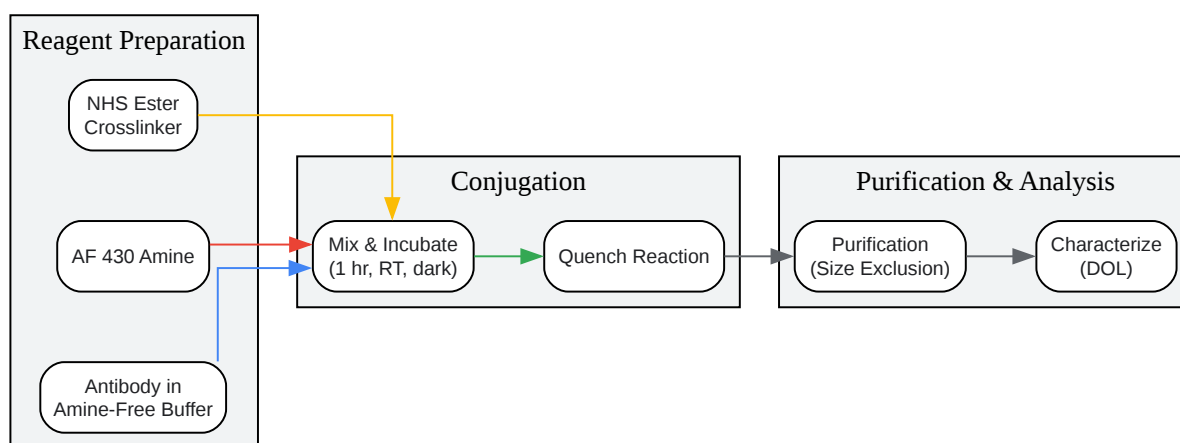 Reagent Preparation
NHS Ester
Crosslinker
AF 430 Amine
Antibody in
Amine-Free Buffer
Conjugation
Mix & Incubate
(1 hr, RT, dark)
Quench Reaction
Purification & Analysis
Purification
(Size Exclusion)
Characterize
(DOL)